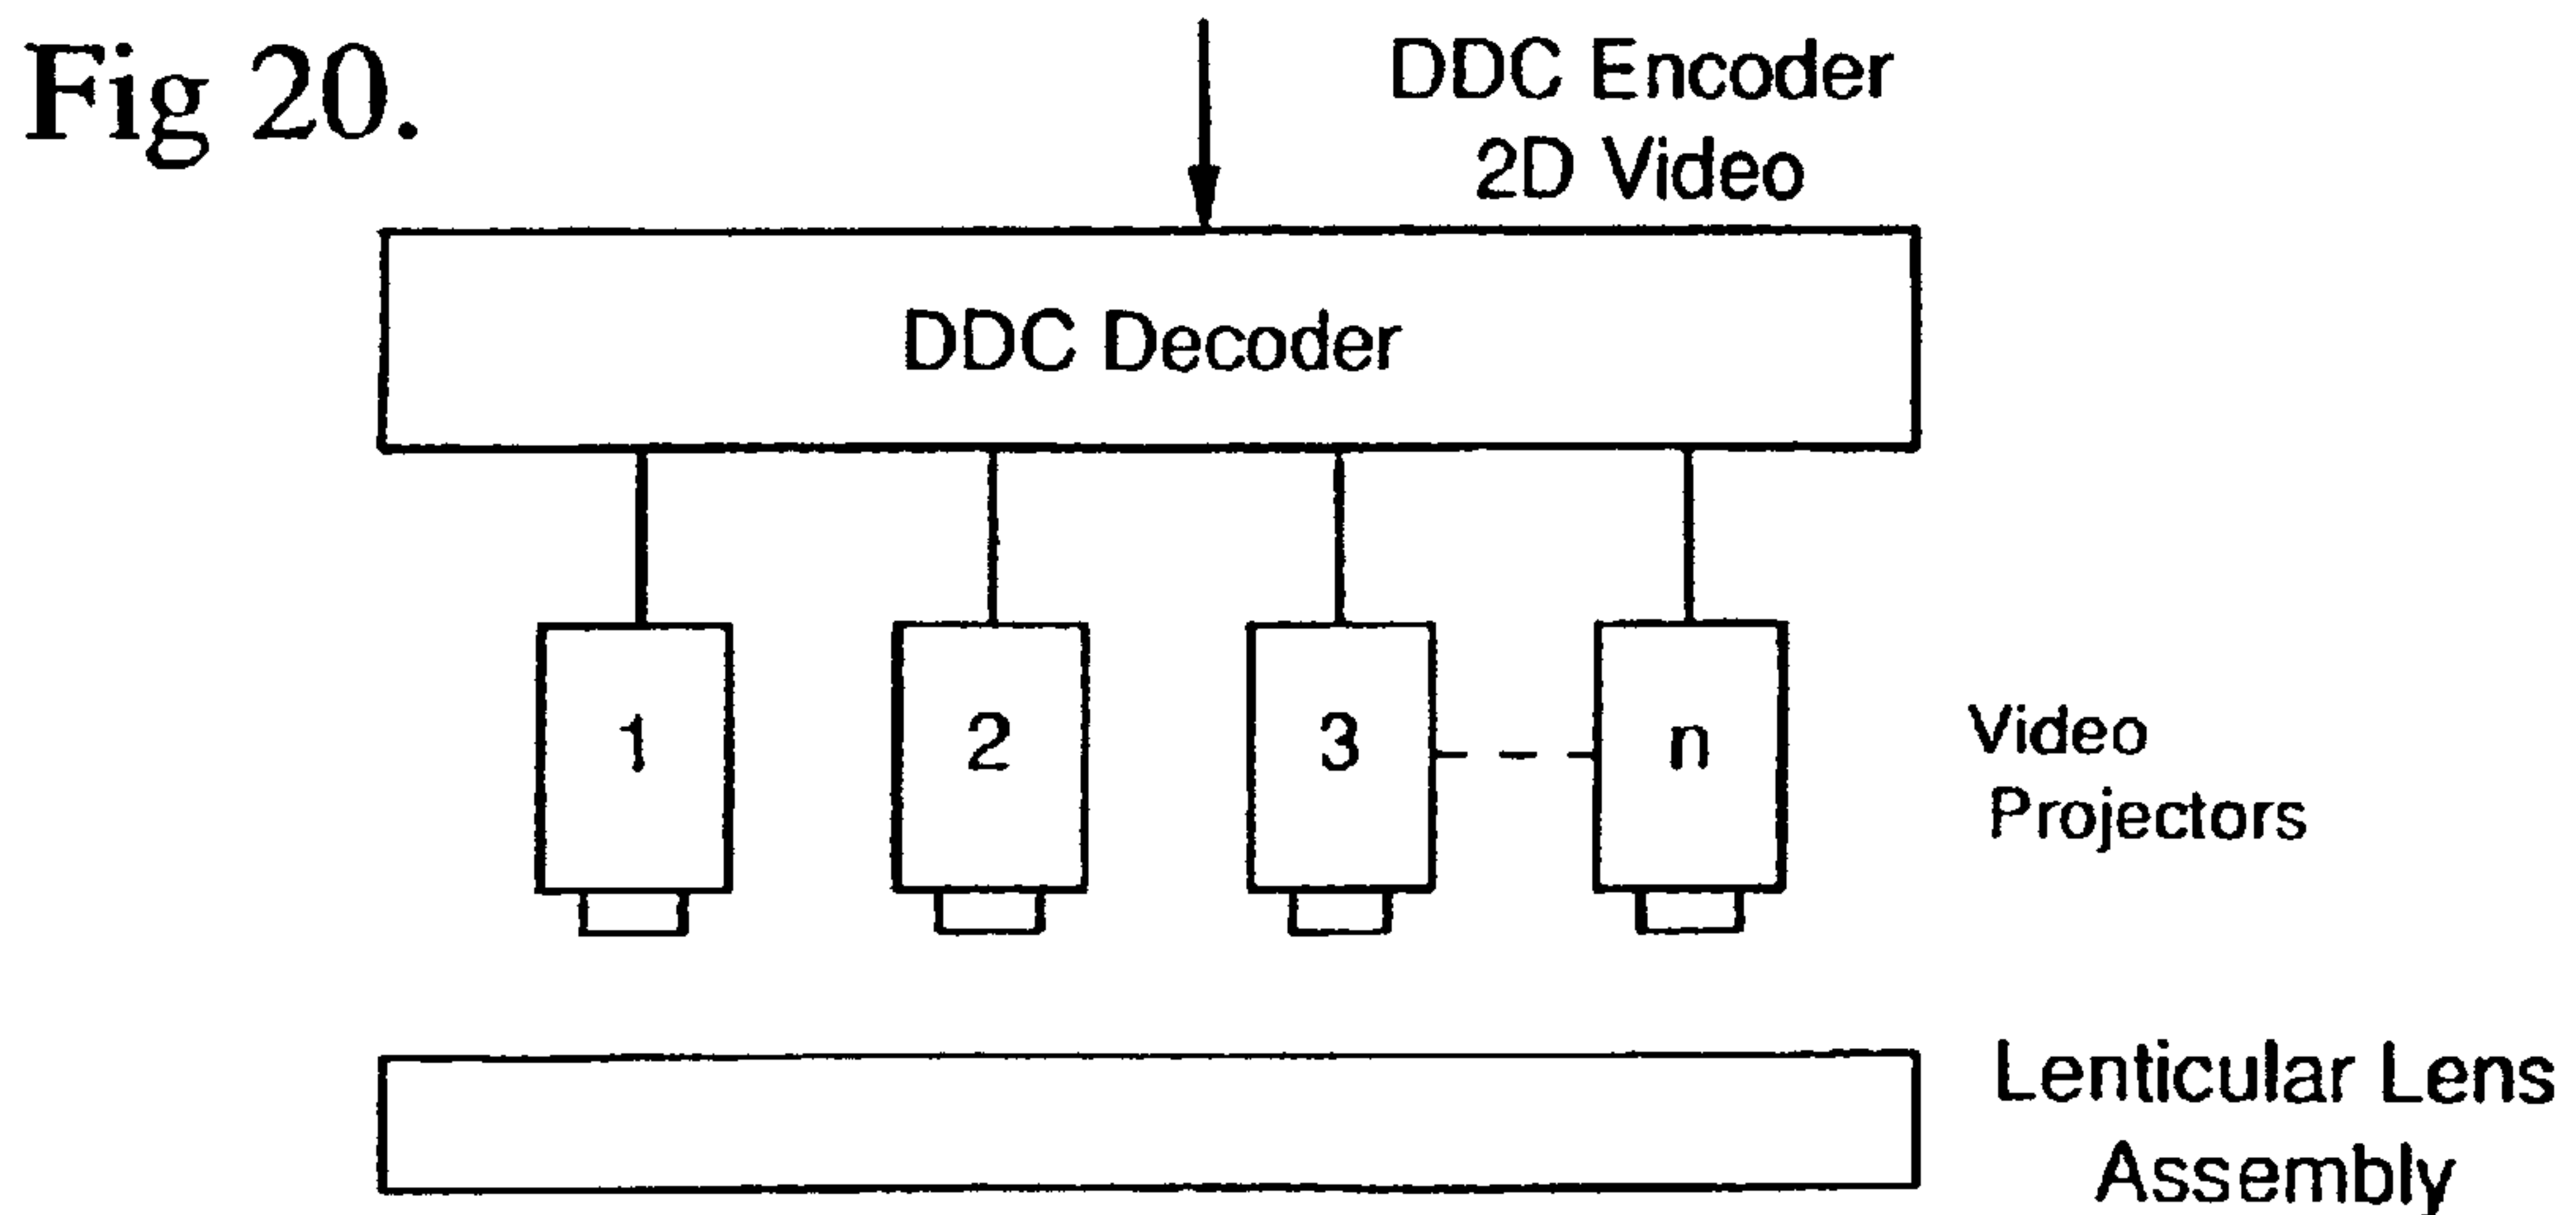 Fig 20.
DDC Encoder
2D Video
DDC Decoder
1
2
3
n
Video
Projectors
Lenticular Lens
Assembly